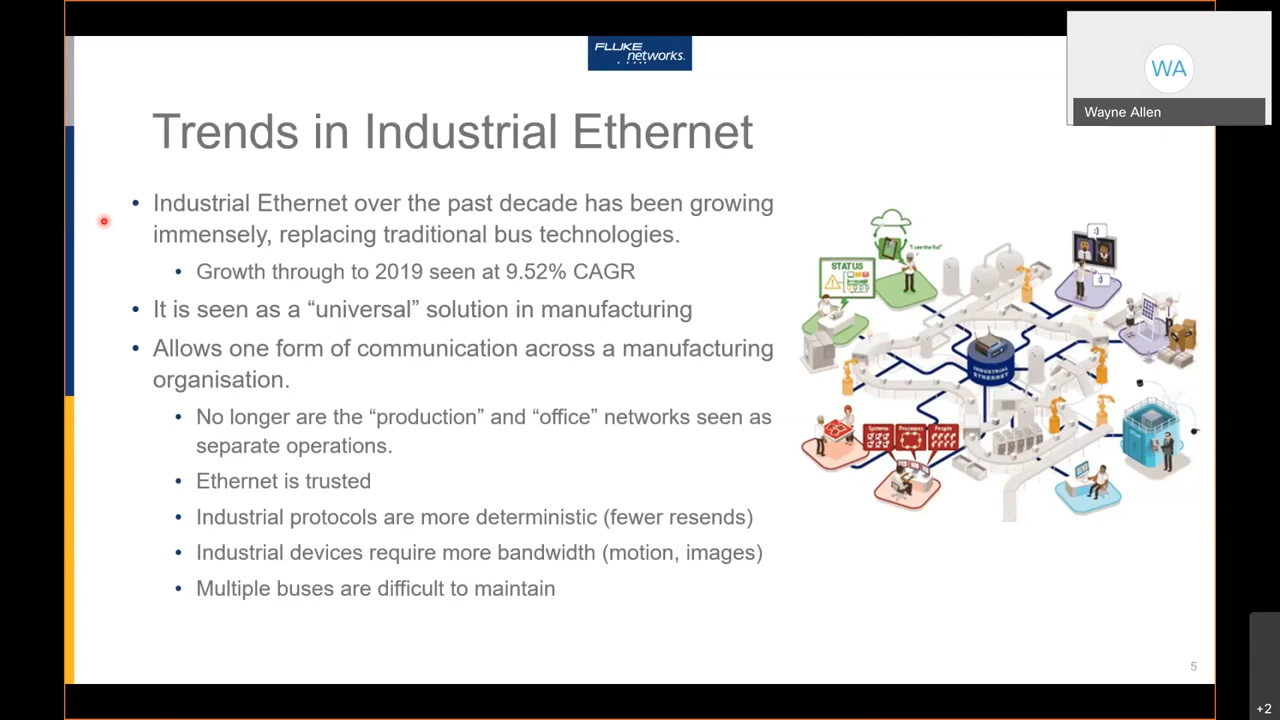 FLUKE
networks.
WA
Wayne Allen
Trends in Industrial Ethernet
• Industrial Ethernet over the past decade has been growing
immensely, replacing traditional bus technologies.
• Growth through to 2019 seen at 9.52% CAGR
• It is seen as a “universal” solution in manufacturing
• Allows one form of communication across a manufacturing
organisation.
• No longer are the “production” and “office” networks seen as
separate operations.
• Ethernet is trusted
• Industrial protocols are more deterministic (fewer resends)
• Industrial devices require more bandwidth (motion, images)
• Multiple buses are difficult to maintain
STATUS
INDUSTRIAL
ETHERNET
Systems
Processes
People
5
+2